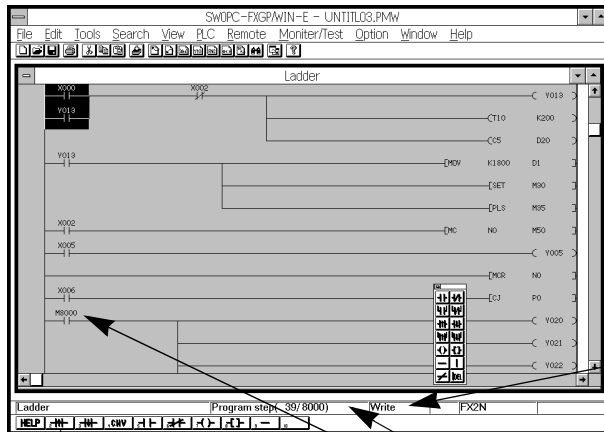 SW0PC-FXGP/WIN-E - UNTITL03.PMW
File Edit Tools Search View PLC Remote Moniter/Test Option Window Help
Ladder
X000 X002
Y013
Y013
T10 K200
C5 D20
Y013
MOV K1800 D1
SET M30
PLS M35
X002
MC N0 M50
X005
Y005
MCR N0
X006
CJ P0
M8000
Y020
Y021
Y022
DEL
Ladder Program step( 39/8000) Write FX2N
HELP .CNV